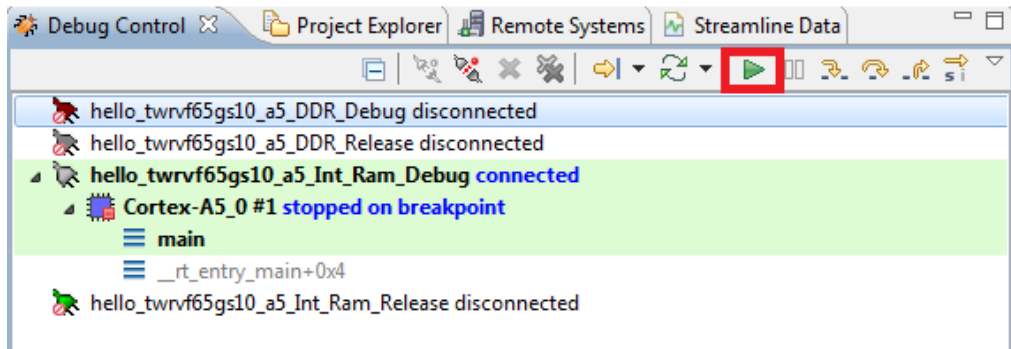 Debug Control Project Explorer Remote Systems Streamline Data
s i
hello_twrvf65gs10_a5_DDR_Debug disconnected
hello_twrvf65gs10_a5_DDR_Release disconnected
hello_twrvf65gs10_a5_Int_Ram_Debug connected
Cortex-A5_0 #1 stopped on breakpoint
main
__rt_entry_main+0x4
hello_twrvf65gs10_a5_Int_Ram_Release disconnected